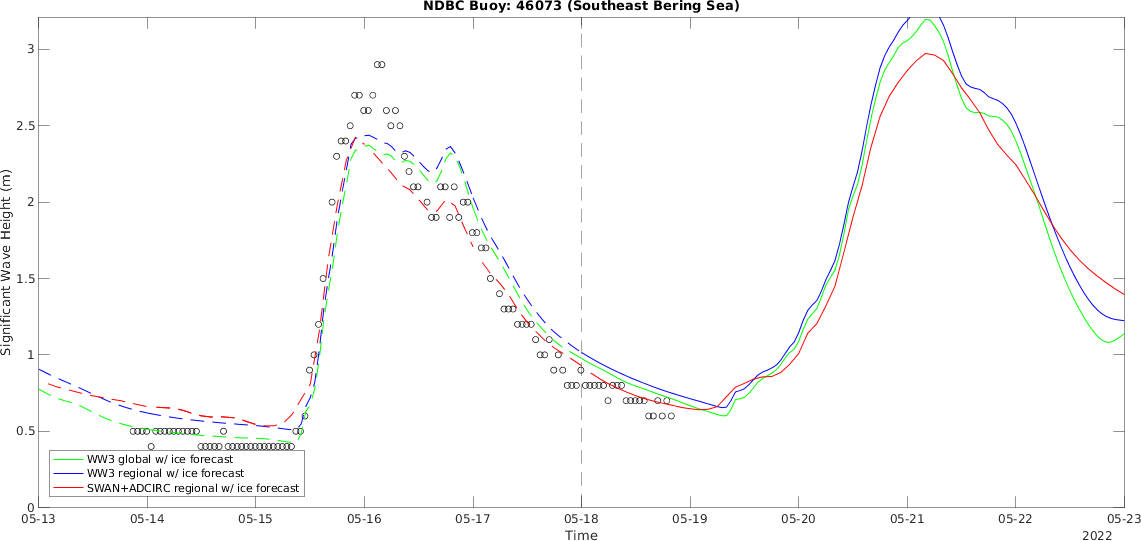 NDBC Buoy: 46073 (Southeast Bering Sea)
Significant Wave Height (m)
3
2.5
2
1.5
1
0.5
0
WW3 global w/ ice forecast
WW3 regional w/ ice forecast
SWAN+ADCIRC regional w/ ice forecast
05-13 05-14 05-15 05-16 05-17 05-18 05-19 05-20 05-21 05-22 05-23
Time
2022